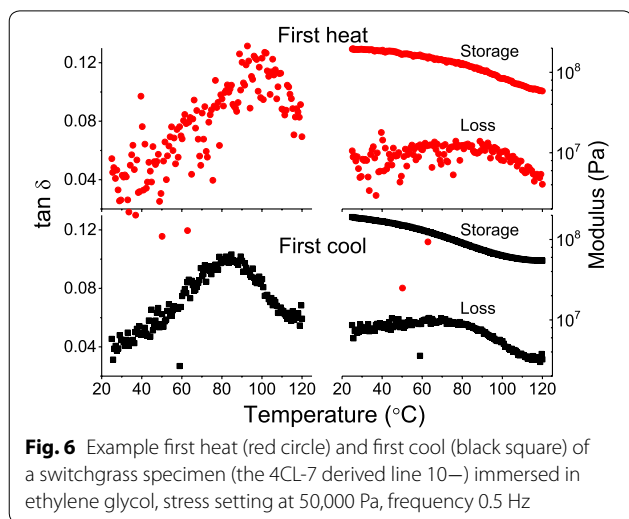 First heat
0.12
0.08
0.04
Storage
Loss
10⁸
10⁷
tan δ
Modulus (Pa)
First cool
0.12
0.08
0.04
Storage
Loss
10⁸
10⁷
20 40 60 80 100 120 20 40 60 80 100 120
Temperature (°C)
Fig. 6 Example first heat (red circle) and first cool (black square) of
a switchgrass specimen (the 4CL-7 derived line 10—) immersed in
ethylene glycol, stress setting at 50,000 Pa, frequency 0.5 Hz